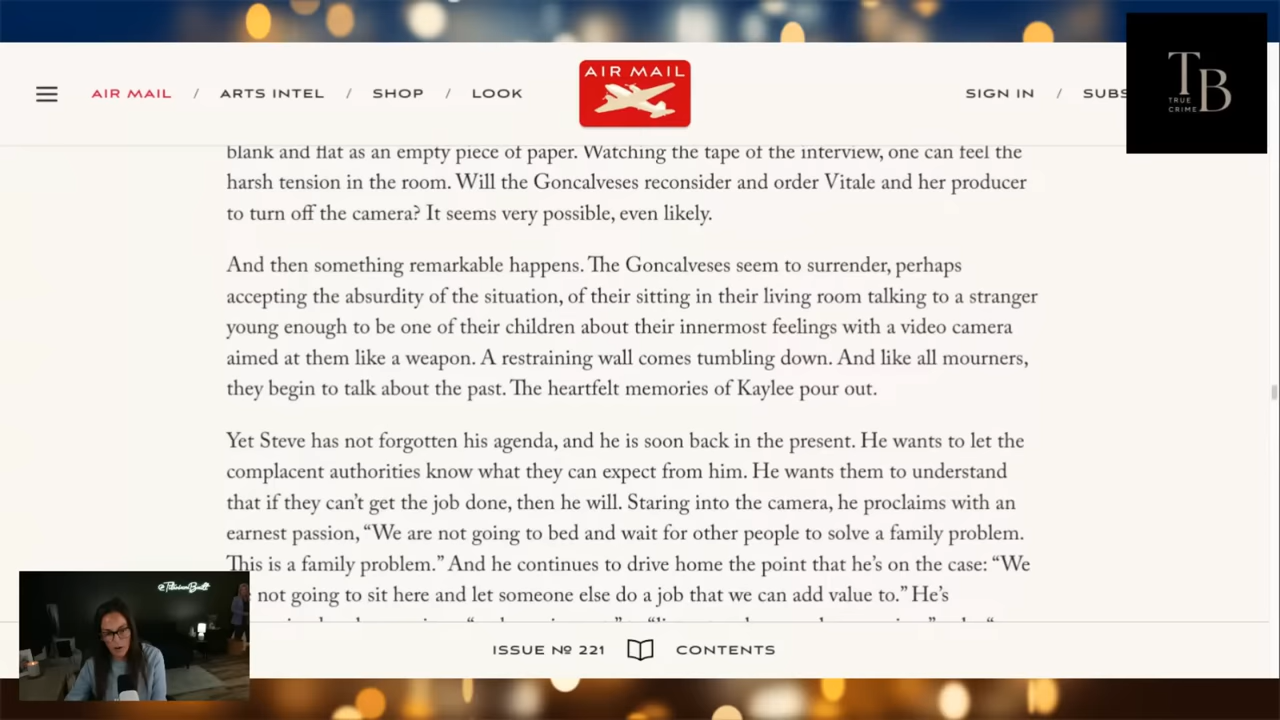 AIR MAIL / ARTS INTEL / SHOP / LOOK
AIR MAIL
SIGN IN / SUBS
TB
TRUE
CRIME
blank and flat as an empty piece of paper. Watching the tape of the interview, one can feel the
harsh tension in the room. Will the Goncalveses reconsider and order Vitale and her producer
to turn off the camera? It seems very possible, even likely.
And then something remarkable happens. The Goncalveses seem to surrender, perhaps
accepting the absurdity of the situation, of their sitting in their living room talking to a stranger
young enough to be one of their children about their innermost feelings with a video camera
aimed at them like a weapon. A restraining wall comes tumbling down. And like all mourners,
they begin to talk about the past. The heartfelt memories of Kaylee pour out.
Yet Steve has not forgotten his agenda, and he is soon back in the present. He wants to let the
complacent authorities know what they can expect from him. He wants them to understand
that if they can’t get the job done, then he will. Staring into the camera, he proclaims with an
earnest passion, “We are not going to bed and wait for other people to solve a family problem.
This is a family problem.” And he continues to drive home the point that he’s on the case: “We
not going to sit here and let someone else do a job that we can add value to.” He’s
ISSUE Nº 221
CONTENTS